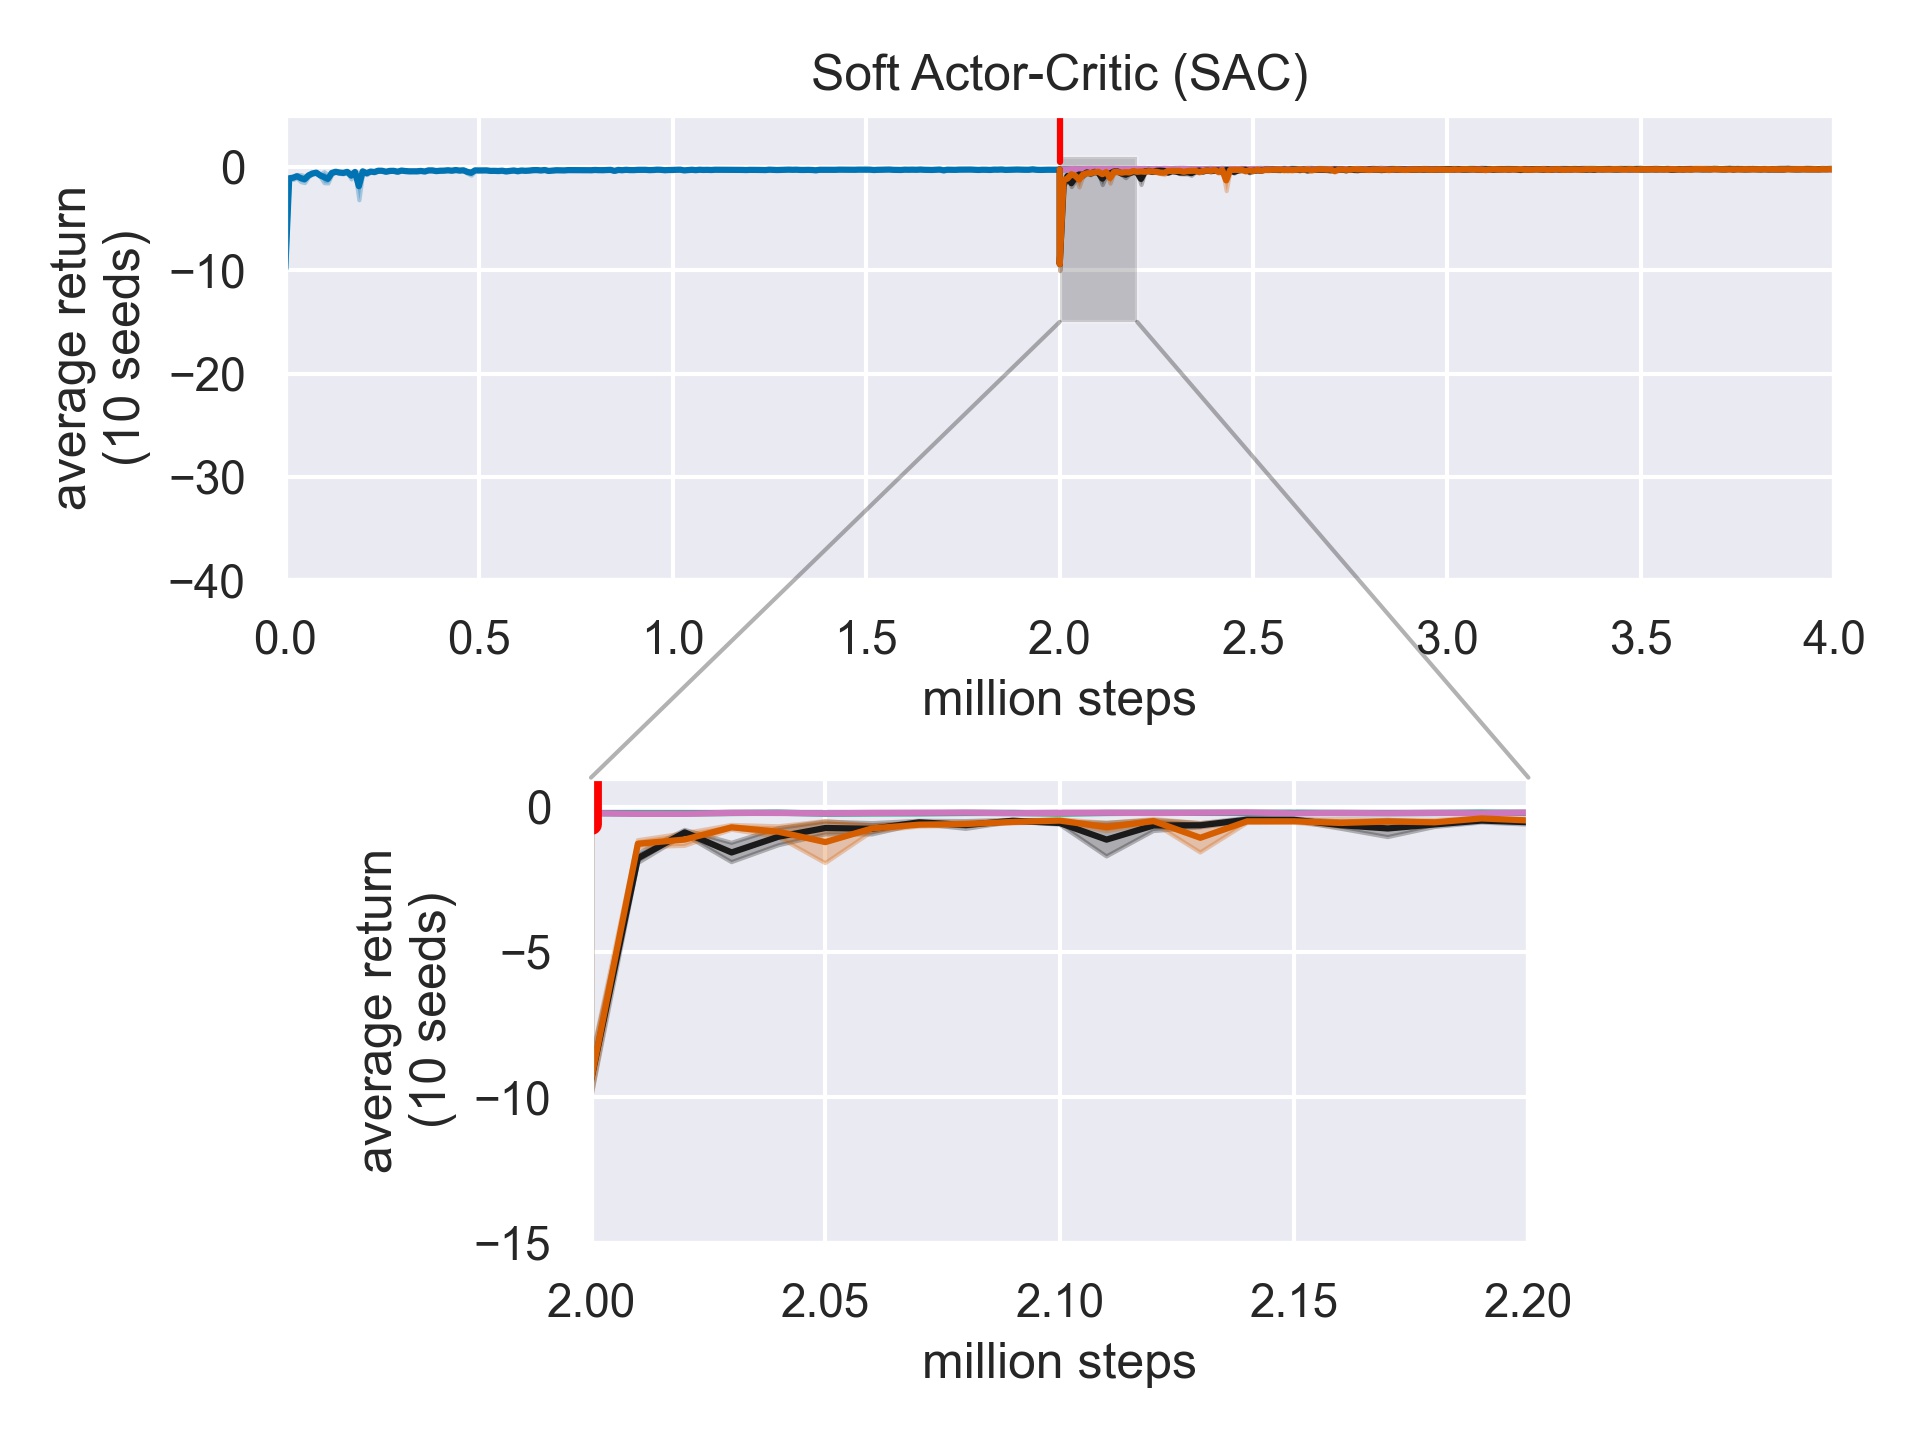 Soft Actor-Critic (SAC)
average return
(10 seeds)
0
−10
−20
−30
−40
0.0 0.5 1.0 1.5 2.0 2.5 3.0 3.5 4.0
million steps
average return
(10 seeds)
0
−5
−10
−15
2.00 2.05 2.10 2.15 2.20
million steps